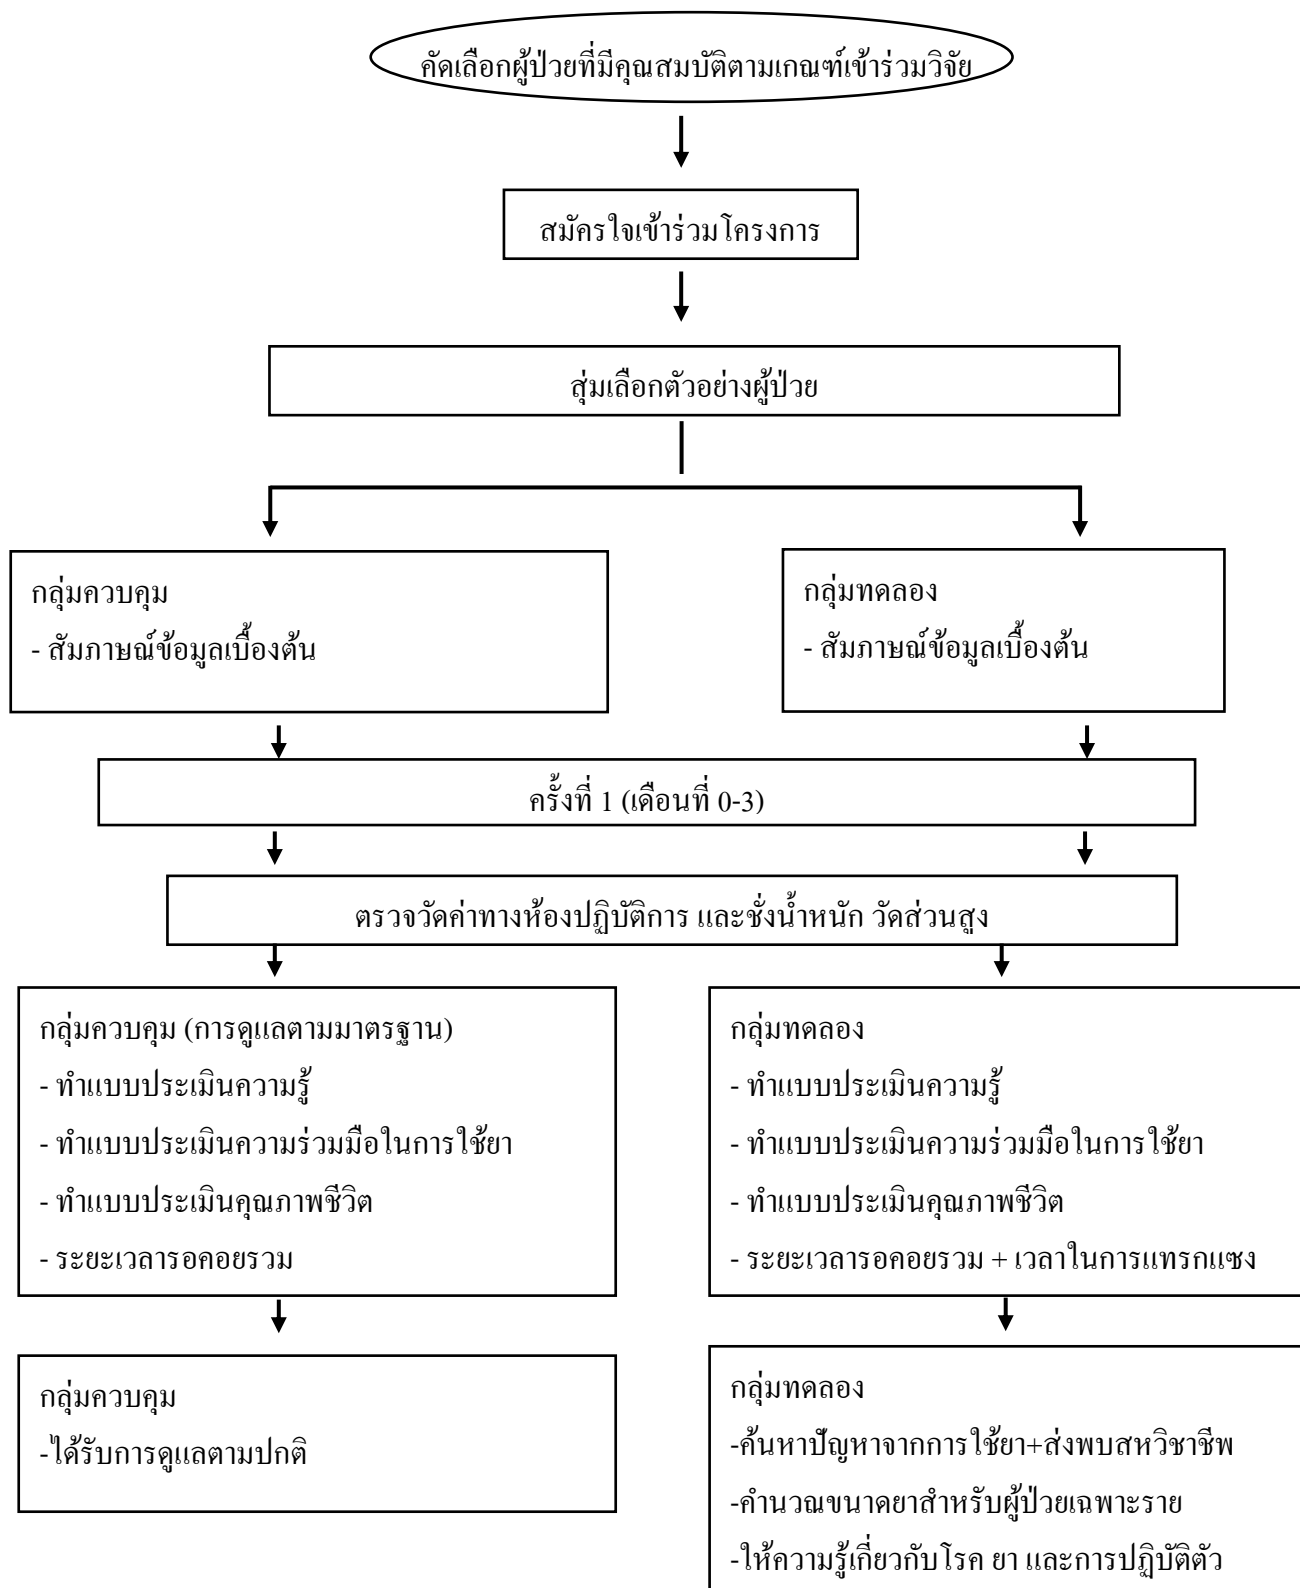 คัดเลือกผู้ป่วยที่มีคุณสมบัติตามเกณฑ์เข้าร่วมวิจัย
สมัครใจเข้าร่วมโครงการ
สุ่มเลือกตัวอย่างผู้ป่วย
กลุ่มควบคุม
- สัมภาษณ์ข้อมูลเบื้องต้น
กลุ่มทดลอง
- สัมภาษณ์ข้อมูลเบื้องต้น
ครั้งที่ 1 (เดือนที่ 0-3)
ตรวจวัดค่าทางห้องปฏิบัติการ และชั่งน้ำหนัก วัดส่วนสูง
กลุ่มควบคุม (การดูแลตามมาตรฐาน)
- ทำแบบประเมินความรู้
- ทำแบบประเมินความร่วมมือในการใช้ยา
- ทำแบบประเมินคุณภาพชีวิต
- ระยะเวลารอคอยรวม
กลุ่มทดลอง
- ทำแบบประเมินความรู้
- ทำแบบประเมินความร่วมมือในการใช้ยา
- ทำแบบประเมินคุณภาพชีวิต
- ระยะเวลารอคอยรวม + เวลาในการแทรกแซง
กลุ่มควบคุม
-ได้รับการดูแลตามปกติ
กลุ่มทดลอง
-ค้นหาปัญหาจากการใช้ยา+ส่งพบสหวิชาชีพ
-คำนวณขนาดยาสำหรับผู้ป่วยเฉพาะราย
-ให้ความรู้เกี่ยวกับโรค ยา และการปฏิบัติตัว